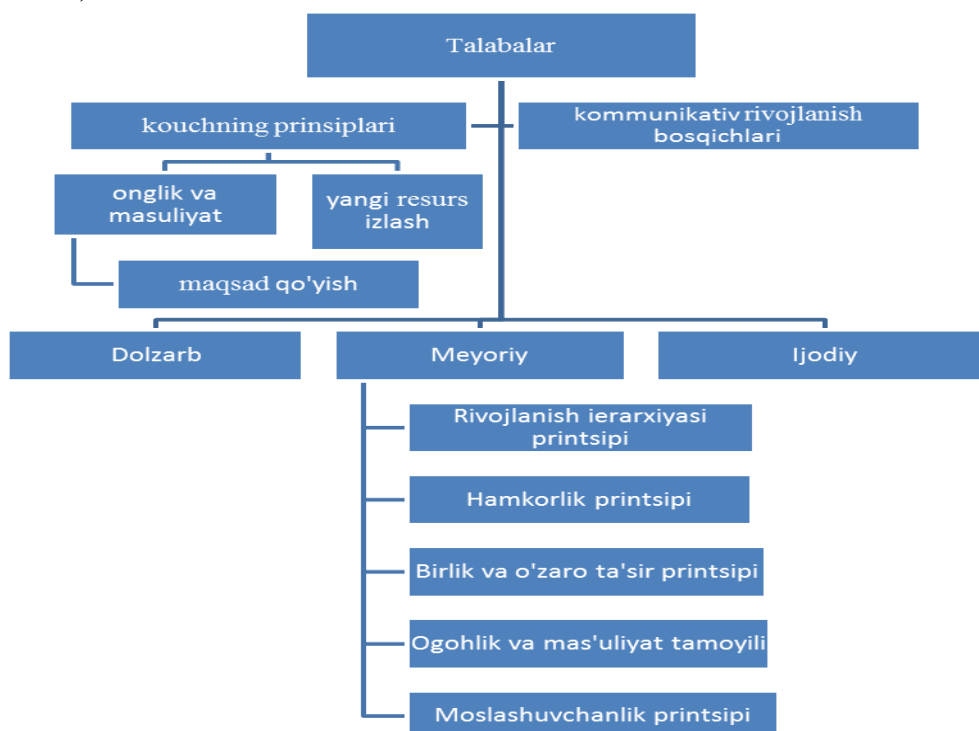 Talabalar
kouchning prinsiplari
kommunikativ rivojlanish
bosqichlari
onglik va
masuliyat
yangi resurs
izlash
maqsad qo'yish
Dolzarb
Meyoriy
Ijodiy
Rivojlanish ierarxiyasi
printsipi
Hamkorlik printsipi
Birlik va o'zaro ta'sir printsipi
Ogohlik va mas'uliyat tamoyili
Moslashuvchanlik printsipi